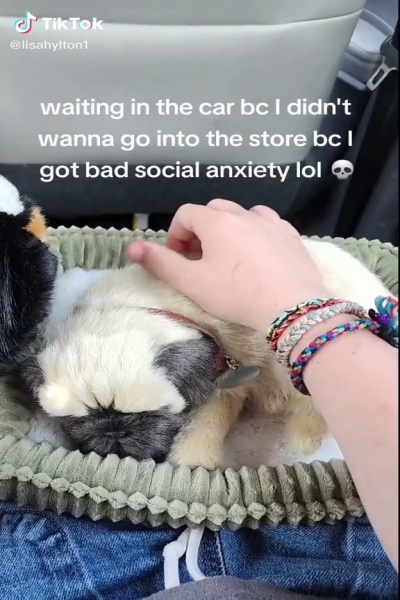 TikTok
@lisahylton1
waiting in the car bc I didn't
wanna go into the store bc I
got bad social anxiety lol 💀